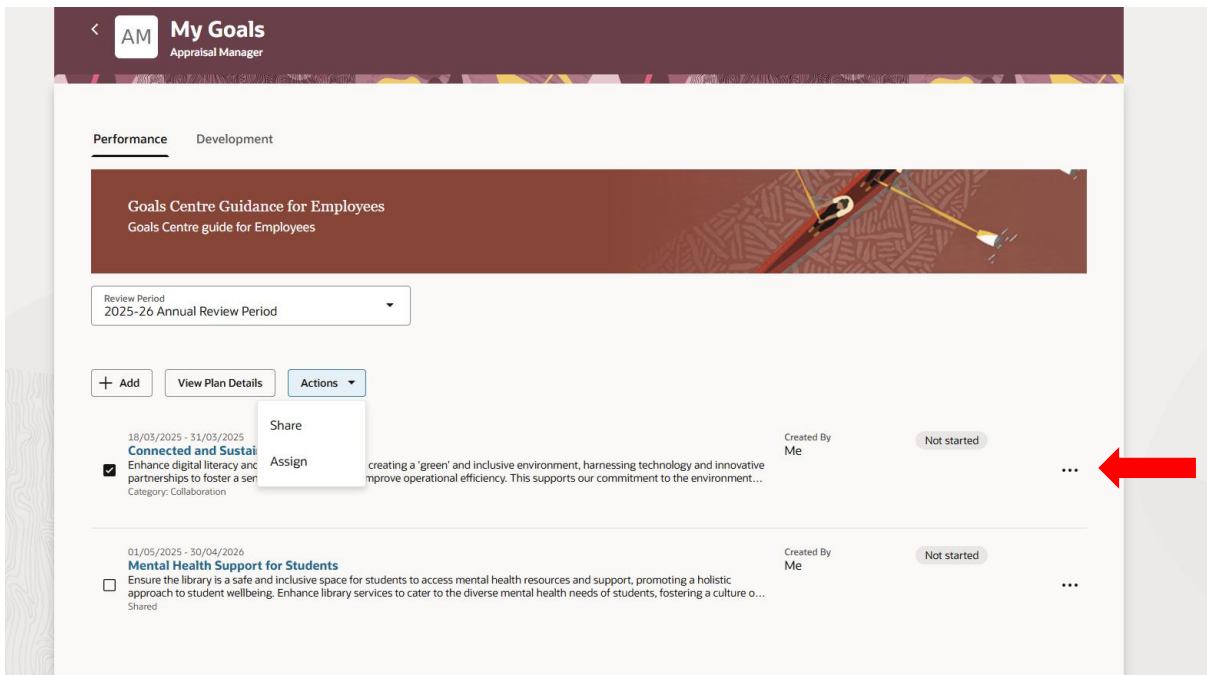 AM
My Goals
Appraisal Manager
Performance Development
Goals Centre Guidance for Employees
Goals Centre guide for Employees
Review Period
2025-26 Annual Review Period
+ Add View Plan Details Actions
Share
Assign
18/03/2025 - 31/03/2025
Connected and Sustai
Enhance digital literacy and creating a 'green' and inclusive environment, harnessing technology and innovative
partnerships to foster a sen mprove operational efficiency. This supports our commitment to the environment...
Category: Collaboration
Created By
Me
Not started
01/05/2025 - 30/04/2026
Mental Health Support for Students
Ensure the library is a safe and inclusive space for students to access mental health resources and support, promoting a holistic
approach to student wellbeing. Enhance library services to cater to the diverse mental health needs of students, fostering a culture o...
Shared
Created By
Me
Not started